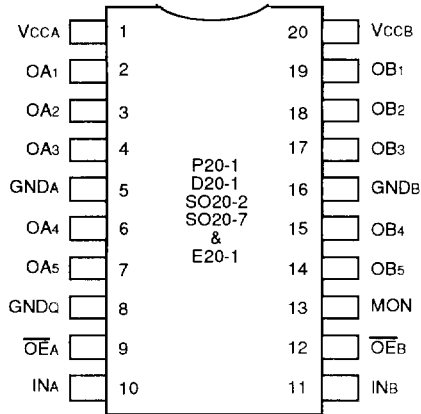 VCCA 1 20 VCCB
OA1 2 19 OB1
OA2 3 18 OB2
OA3 4 17 OB3
GNDA 5 16 GNDB
OA4 6 15 OB4
OA5 7 14 OB5
GNDQ 8 13 MON
O̅E̅A 9 12 O̅E̅B
INA 10 11 INB
P20-1
D20-1
SO20-2
SO20-7
&
E20-1